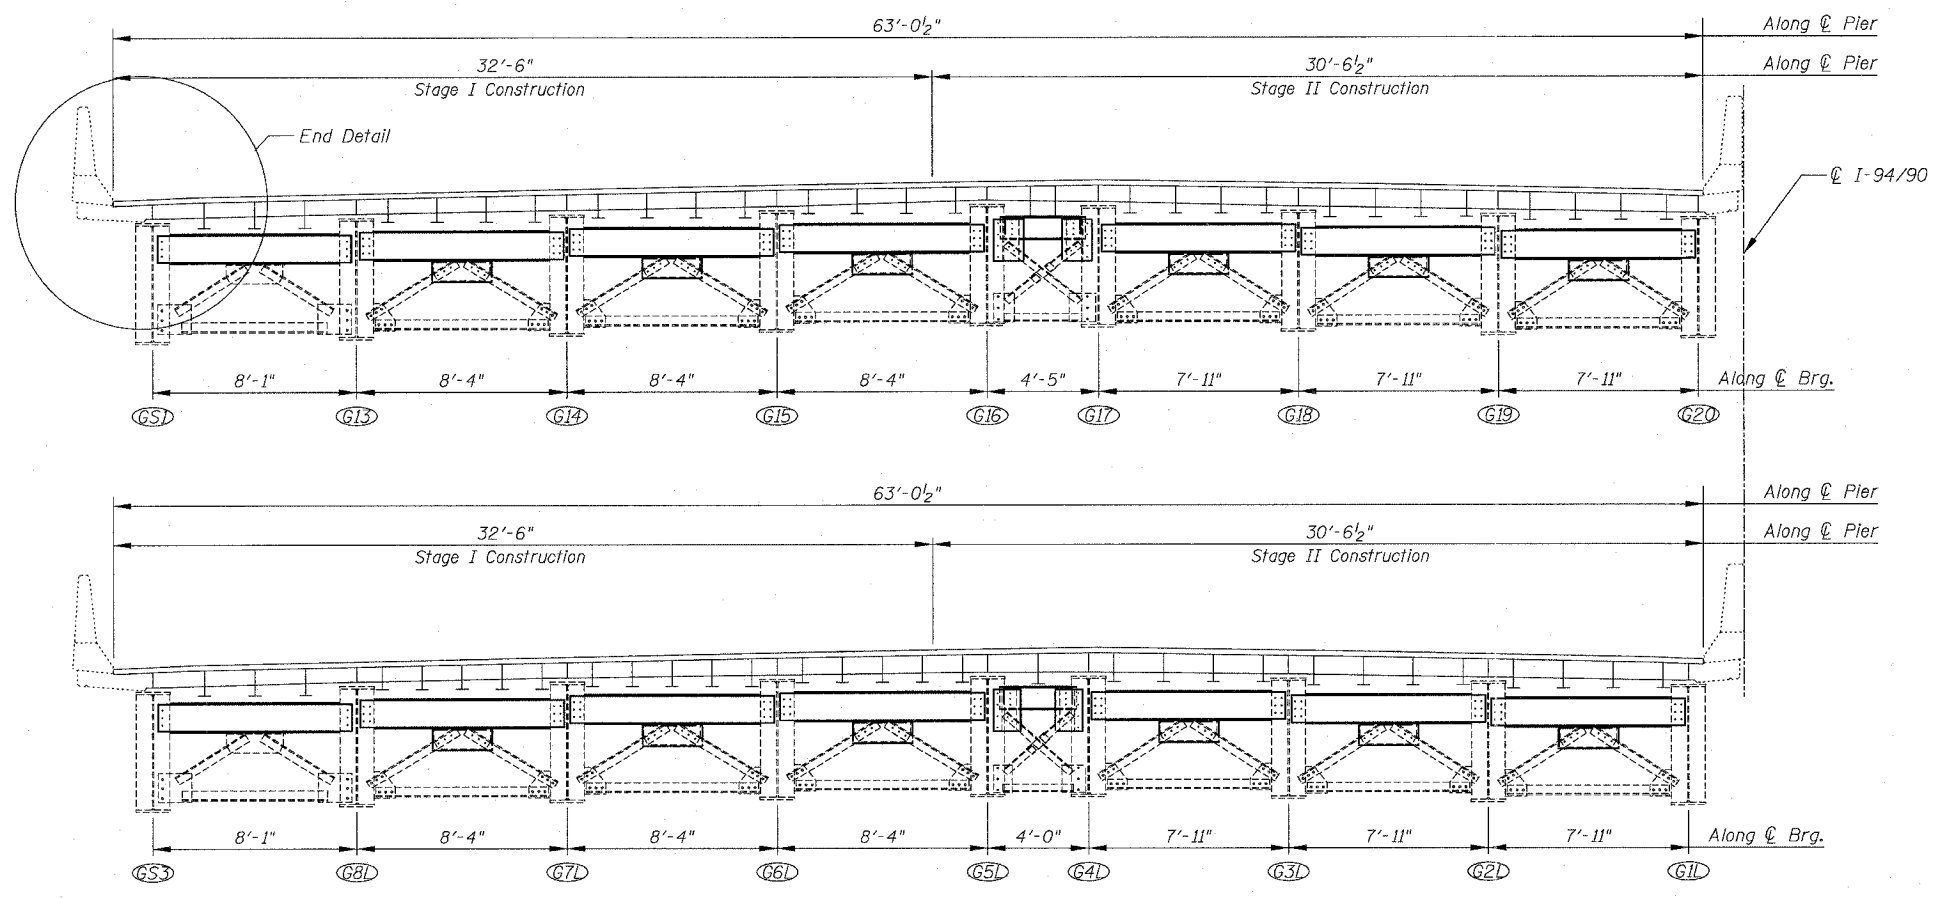 63'-0½" Along ℄ Pier
32'-6" 30'-6½" Along ℄ Pier
Stage I Construction Stage II Construction
End Detail
℄ I-94/90
8'-1" 8'-4" 8'-4" 8'-4" 4'-5" 7'-11" 7'-11" 7'-11" Along ℄ Brg.
GS1 G13 G14 G15 G16 G17 G18 G19 G20
63'-0½" Along ℄ Pier
32'-6" 30'-6½" Along ℄ Pier
Stage I Construction Stage II Construction
8'-1" 8'-4" 8'-4" 8'-4" 4'-0" 7'-11" 7'-11" 7'-11" Along ℄ Brg.
GS3 G8L G7L G6L G5L G4L G3L G2L G1L